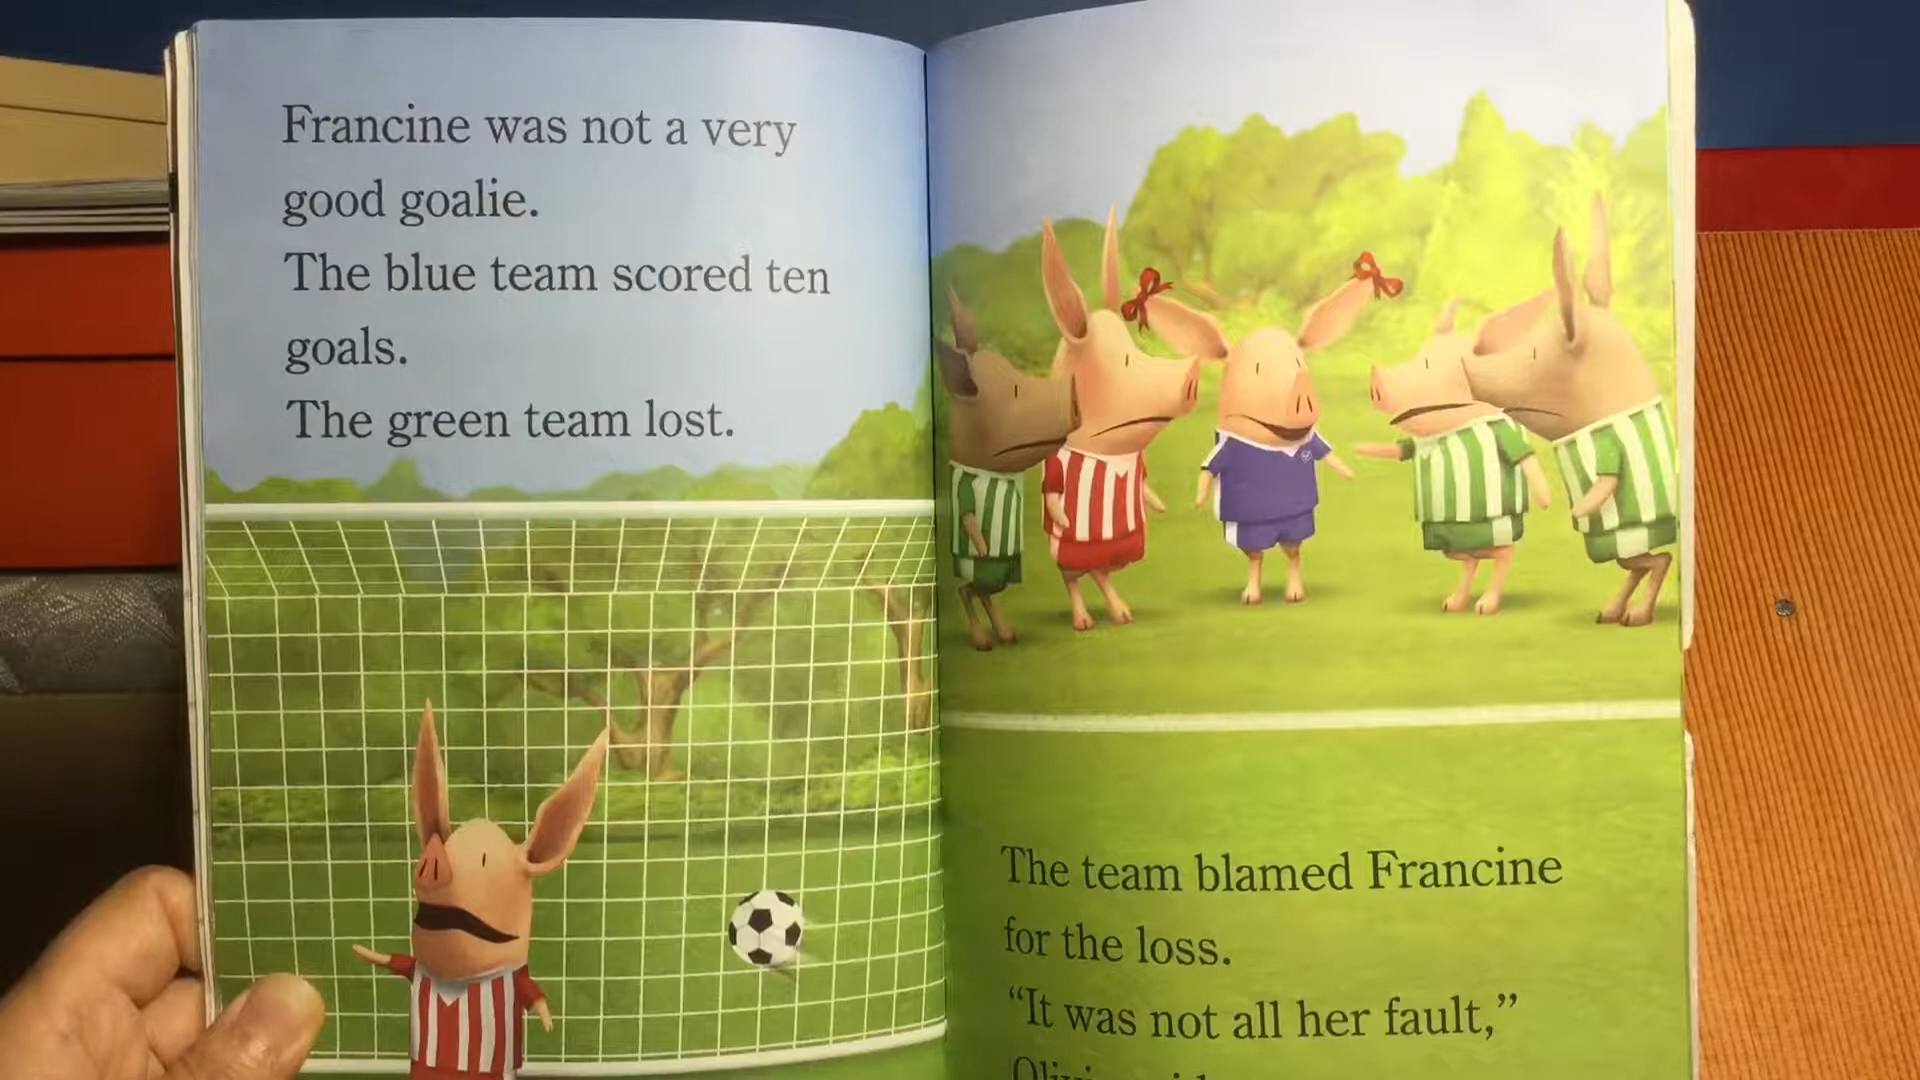 Francine was not a very
good goalie.
The blue team scored ten
goals.
The green team lost.
The team blamed Francine
for the loss.
“It was not all her fault,”